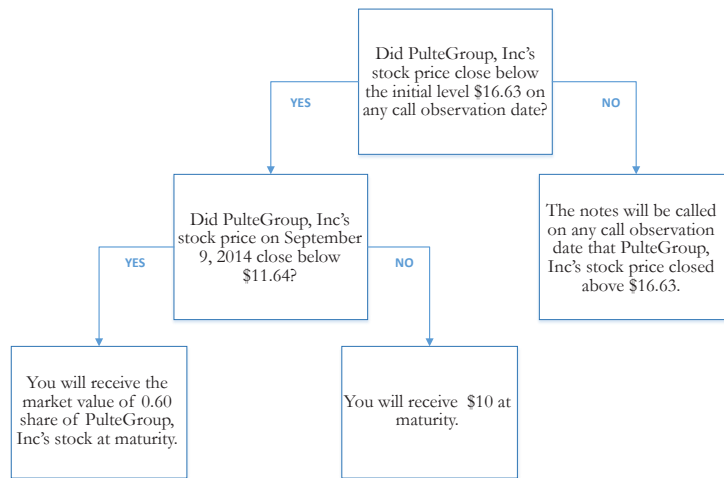 Did PulteGroup, Inc’s
stock price close below
the initial level $16.63 on
any call observation date?
YES
NO
Did PulteGroup, Inc’s
stock price on September
9, 2014 close below
$11.64?
The notes will be called
on any call observation
date that PulteGroup,
Inc’s stock price closed
above $16.63.
YES
NO
You will receive the
market value of 0.60
share of PulteGroup,
Inc’s stock at maturity.
You will receive $10 at
maturity.